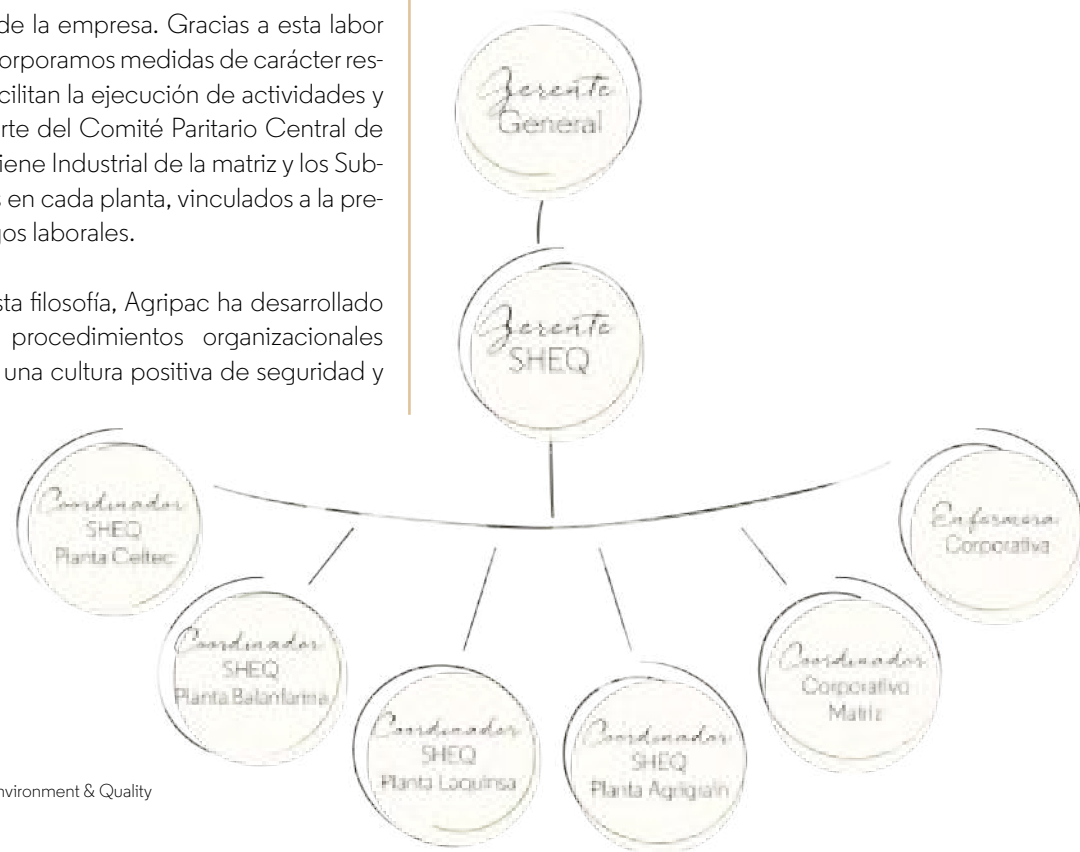 de la empresa. Gracias a esta labor
corporamos medidas de carácter res-
cilitan la ejecución de actividades y
rte del Comité Paritario Central de
iene Industrial de la matriz y los Sub-
s en cada planta, vinculados a la pre-
gos laborales.
sta filosofía, Agripac ha desarrollado
procedimientos organizacionales
una cultura positiva de seguridad y
Gerente
General
Gerente
SHEQ
Coordinador
SHEQ
Planta Celtec
Coordinador
SHEQ
Planta Balanfarina
Coordinador
SHEQ
Planta Laquinsa
Coordinador
SHEQ
Planta Agrigrain
Coordinador
Corporativo
Matriz
Enfermera
Corporativa
nvironment & Quality